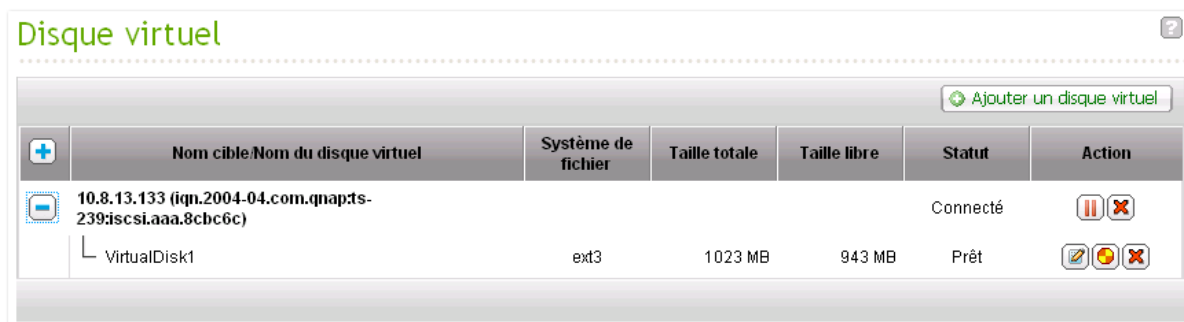 Disque virtuel
?
Ajouter un disque virtuel
Nom cible/Nom du disque virtuel
Système de fichier
Taille totale
Taille libre
Statut
Action
10.8.13.133 (iqn.2004-04.com.qnap:ts-
239:iscsi.aaa.8cbc6c)
Connecté
VirtualDisk1
ext3
1023 MB
943 MB
Prêt